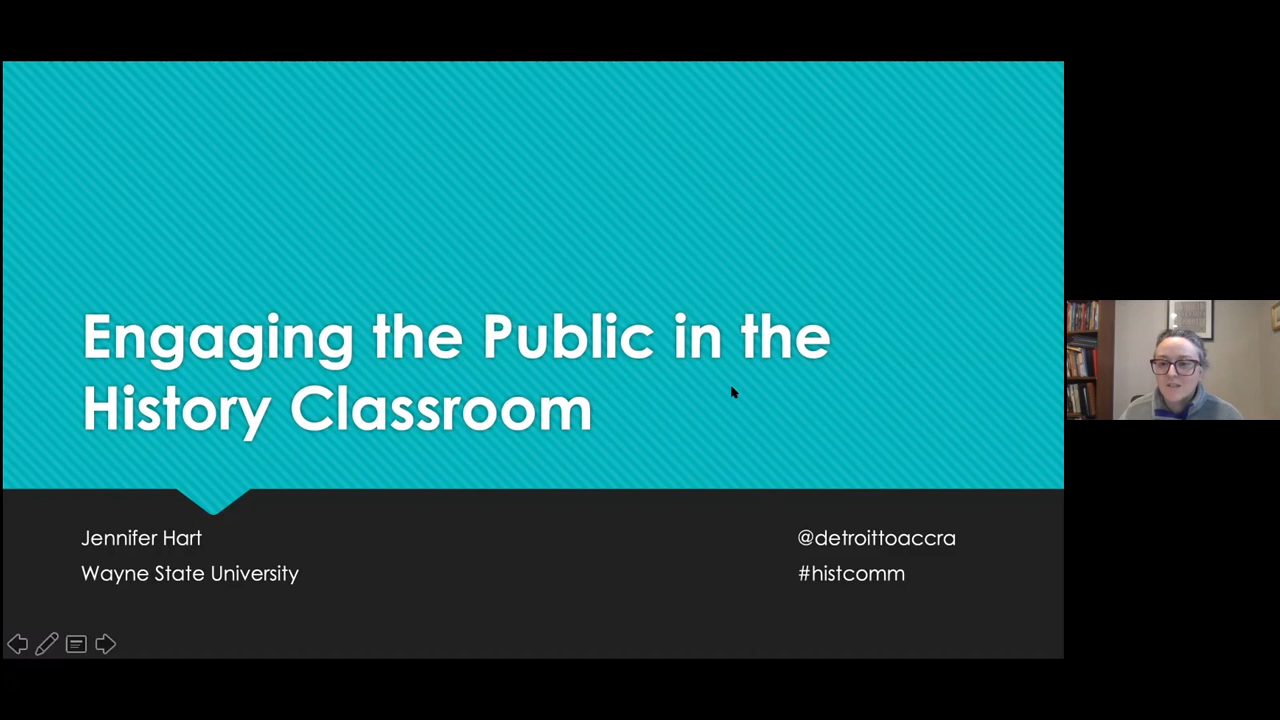 Engaging the Public in the
History Classroom
Jennifer Hart
Wayne State University
@detroittoaccra
#histcomm